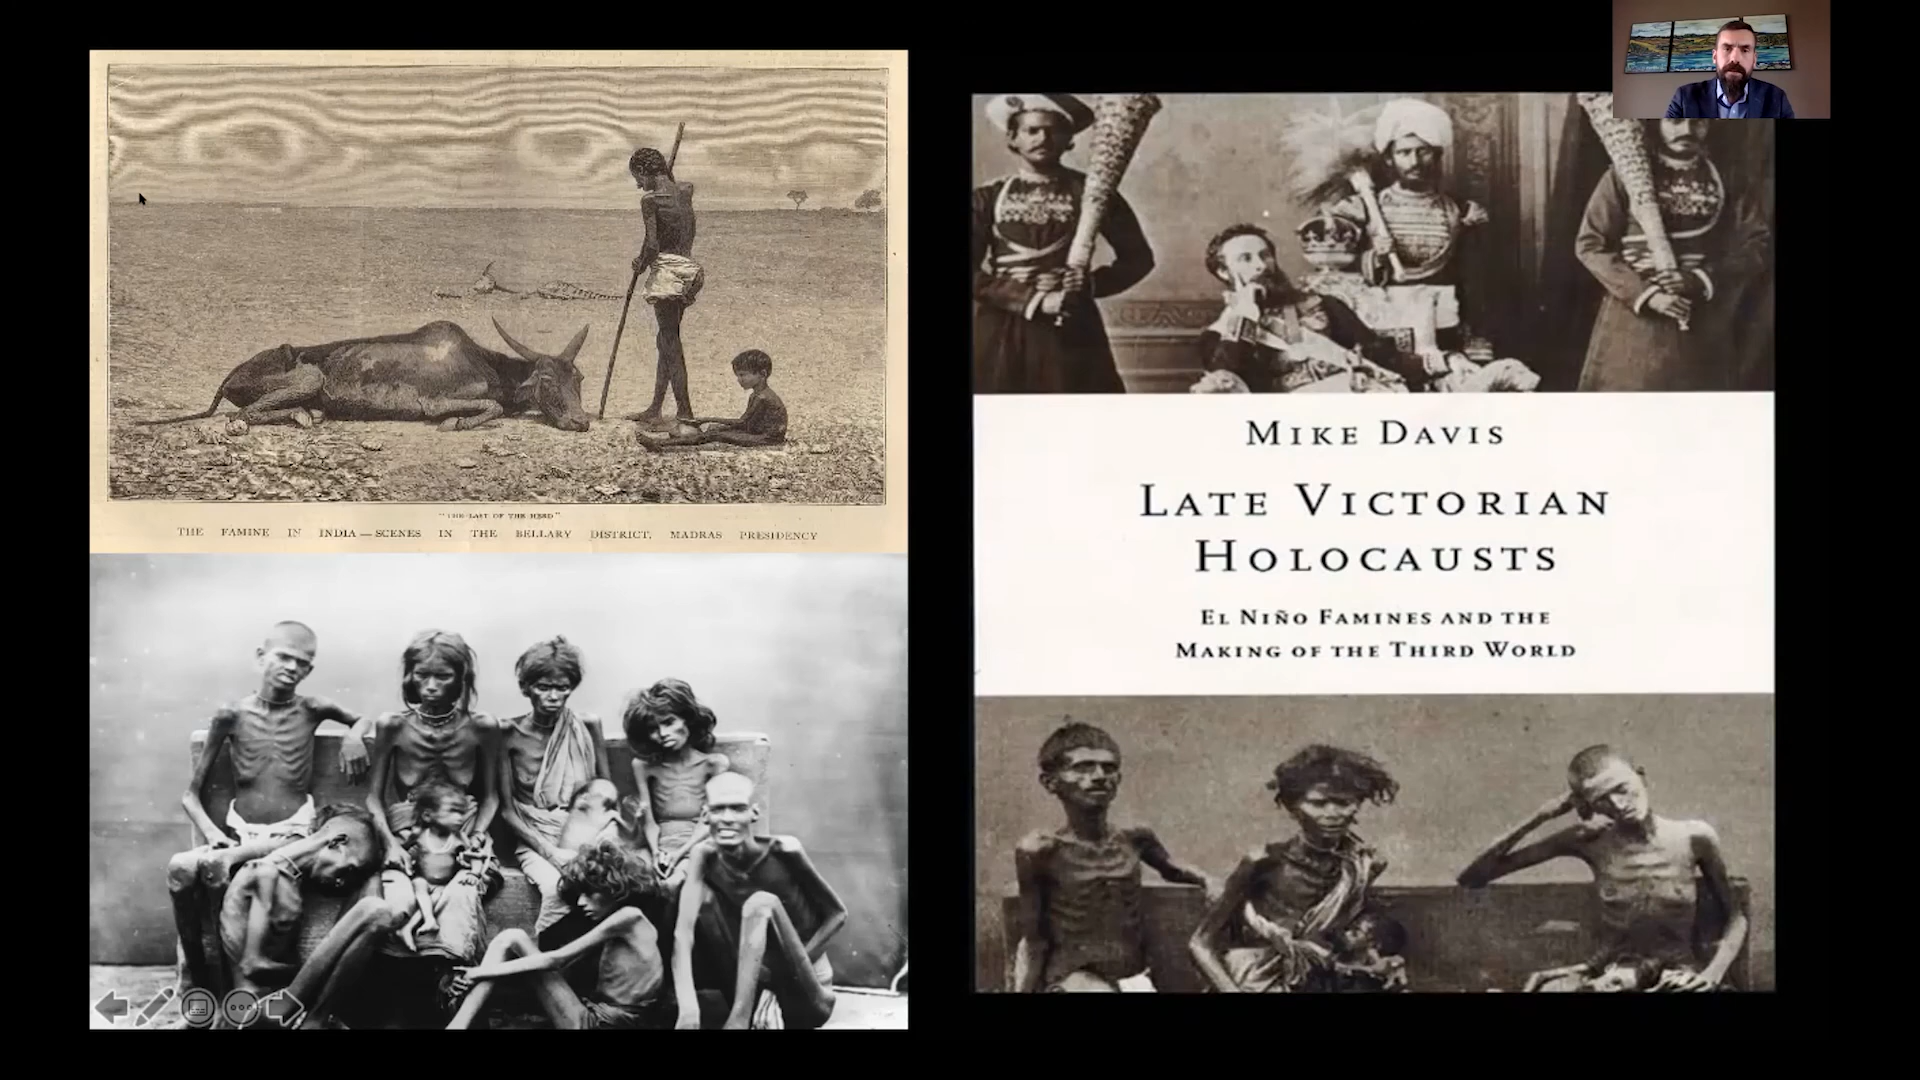 "THE LAST OF THE HERD"
THE FAMINE IN INDIA — SCENES IN THE BELLARY DISTRICT, MADRAS PRESIDENCY
MIKE DAVIS
LATE VICTORIAN
HOLOCAUSTS
EL NIÑO FAMINES AND THE
MAKING OF THE THIRD WORLD